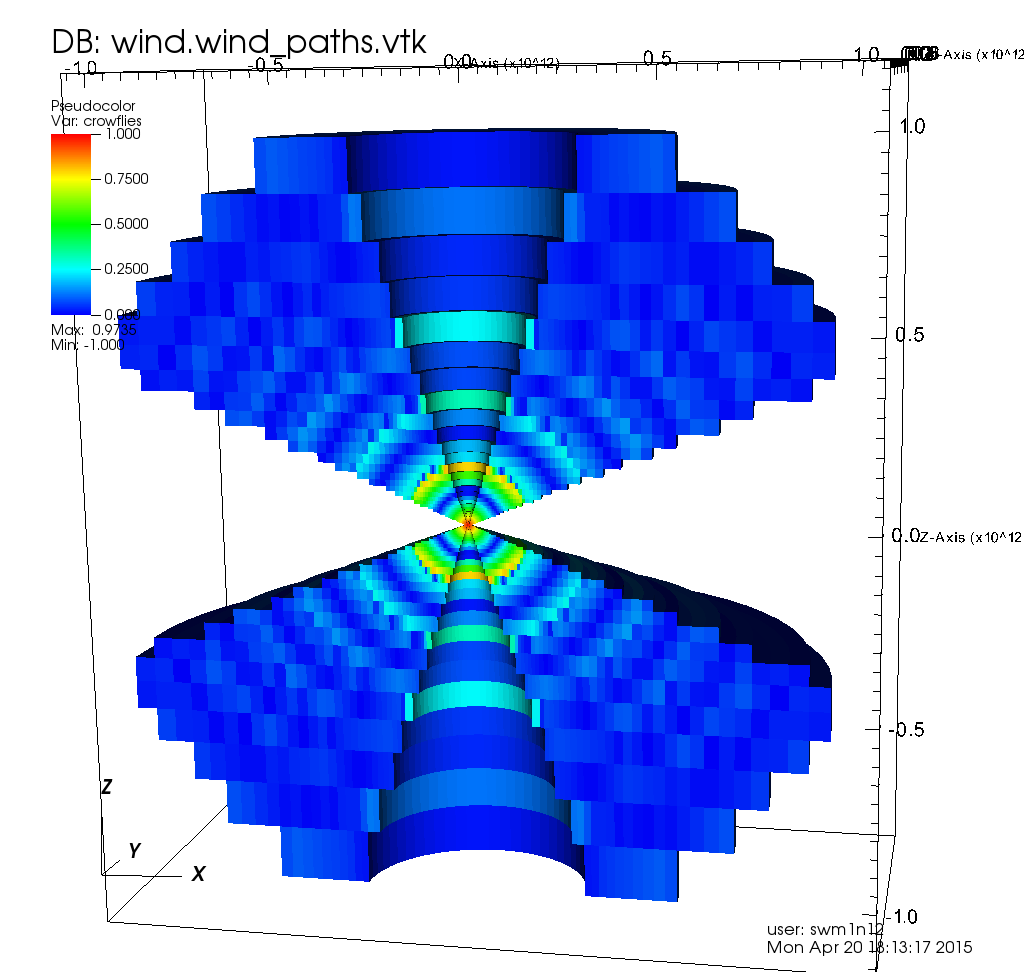 DB: wind.wind_paths.vtk
-1.0 -0.5 0.0 X-Axis (x10^12) 0.5 1.0 -Axis (x10^12
Pseudocolor
Var: crowflies
1.000
0.7500
0.5000
0.2500
0.000
Max: 0.9735
Min: -1.000
1.0
0.5
0.0 Z-Axis (x10^12
-0.5
-1.0
Z
Y
X
user: swm1n12
Mon Apr 20 18:13:17 2015